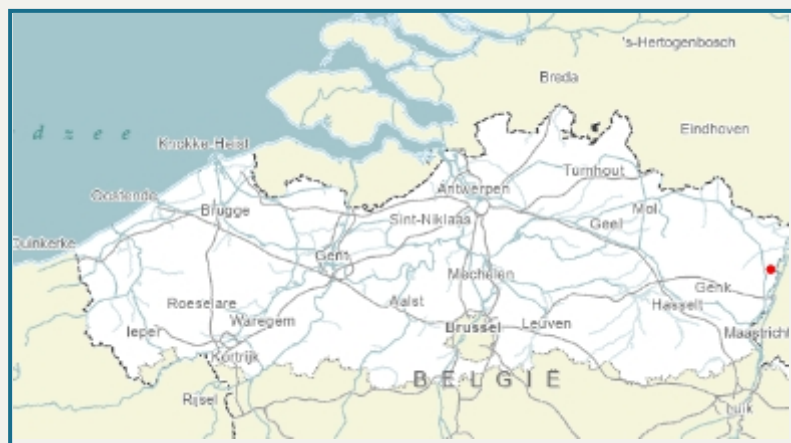 's-Hertogenbosch
Breda
dzee
Eindhoven
Knokke-Heist
Turnhout
Oostende
Antwerpen
Mol
Brugge
Sint-Niklaas
Geel
Duinkerke
Gent
Mechelen
Genk
Roeselare
Aalst
Hasselt
Waregem
Ieper
Brussel
Leuven
Maastricht
Kortrijk
BELGIË
Rijsel
Luik